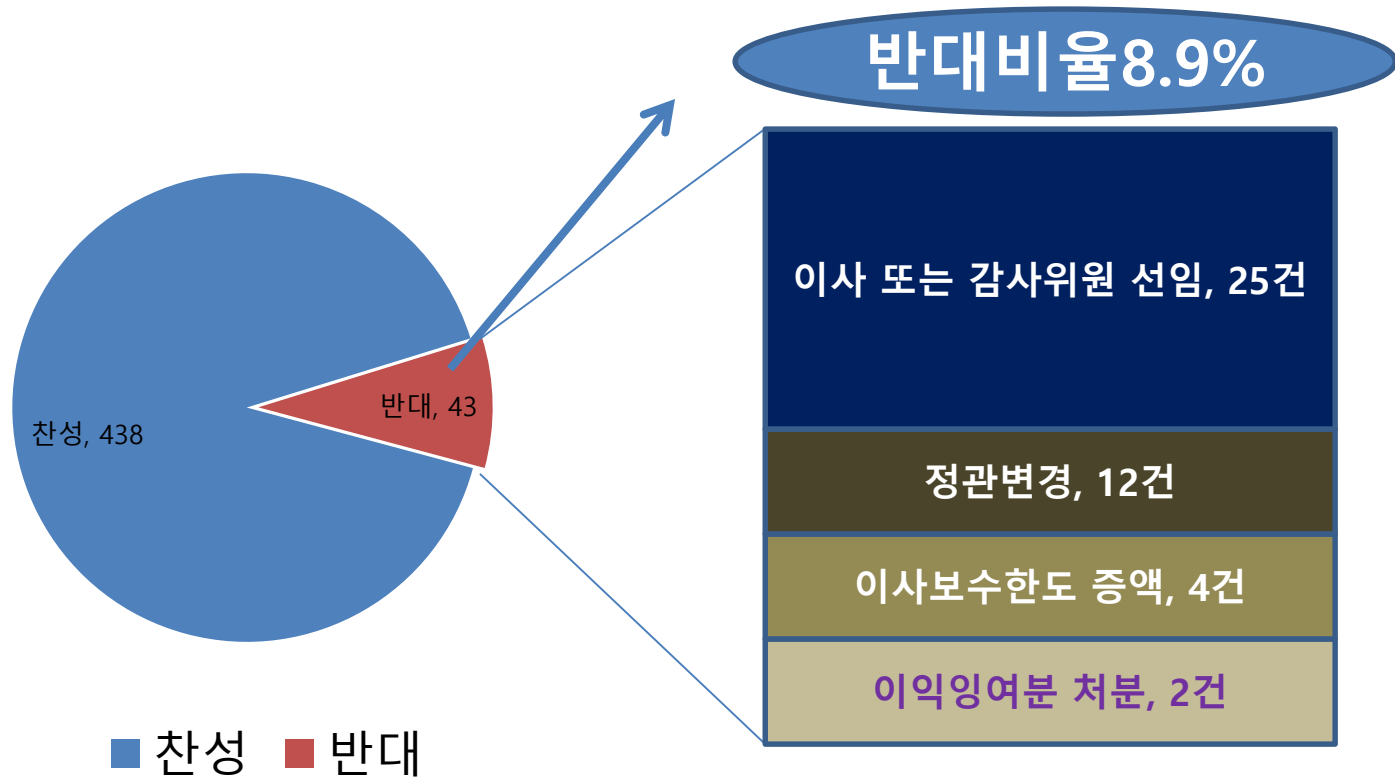 반대비율8.9%
이사 또는 감사위원 선임, 25건
반대, 43
찬성, 438
정관변경, 12건
이사보수한도 증액, 4건
이익잉여분 처분, 2건
찬성 반대